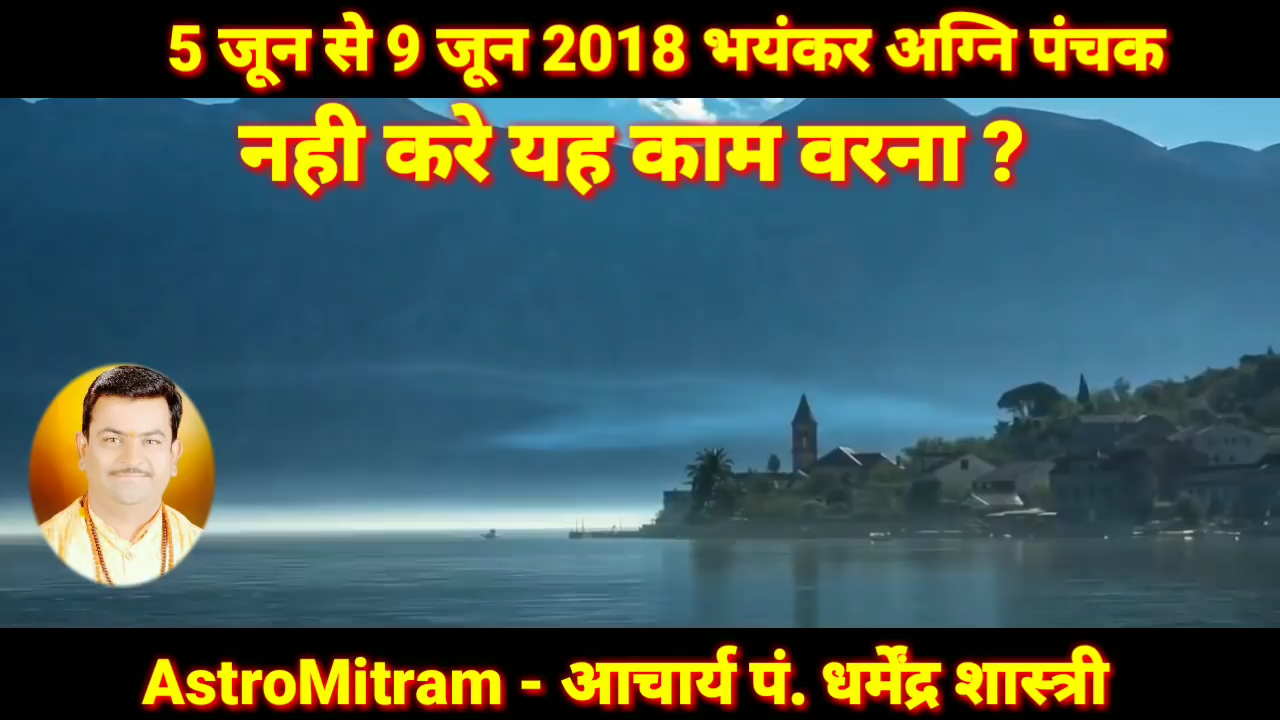 5 जून से 9 जून 2018 भयंकर अग्नि पंचक
नही करे यह काम वरना ?
AstroMitram - आचार्य पं. धर्मेंद्र शास्त्री